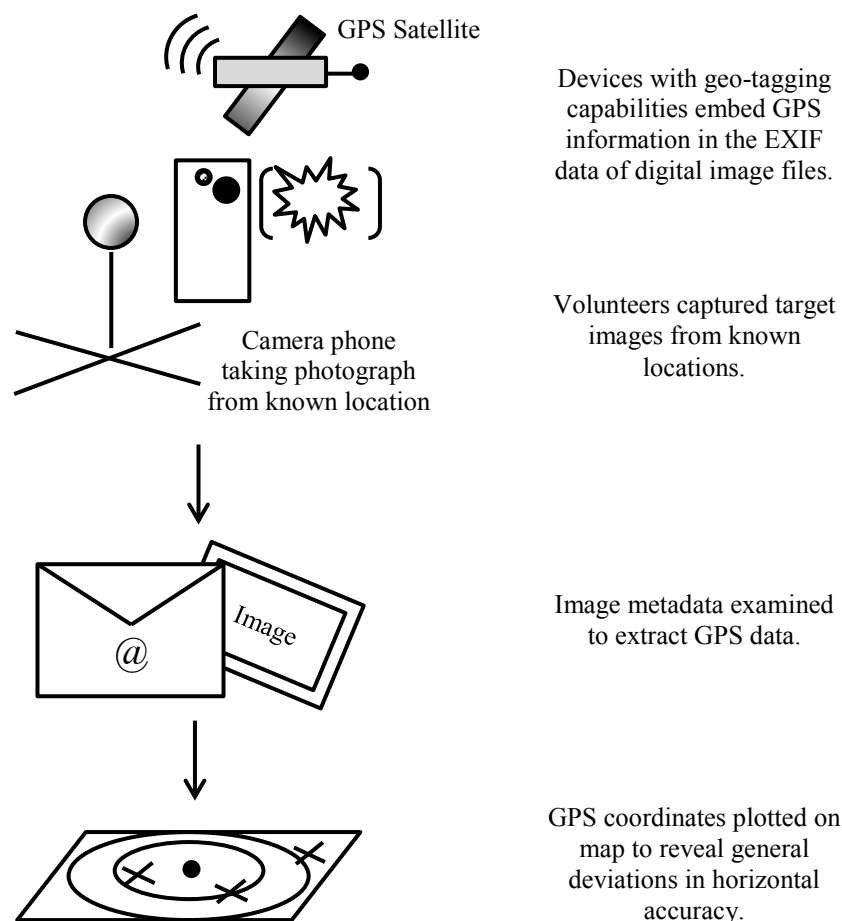 GPS Satellite
Devices with geo-tagging
capabilities embed GPS
information in the EXIF
data of digital image files.
Camera phone
taking photograph
from known location
Volunteers captured target
images from known
locations.
@
Image
Image metadata examined
to extract GPS data.
GPS coordinates plotted on
map to reveal general
deviations in horizontal
accuracy.